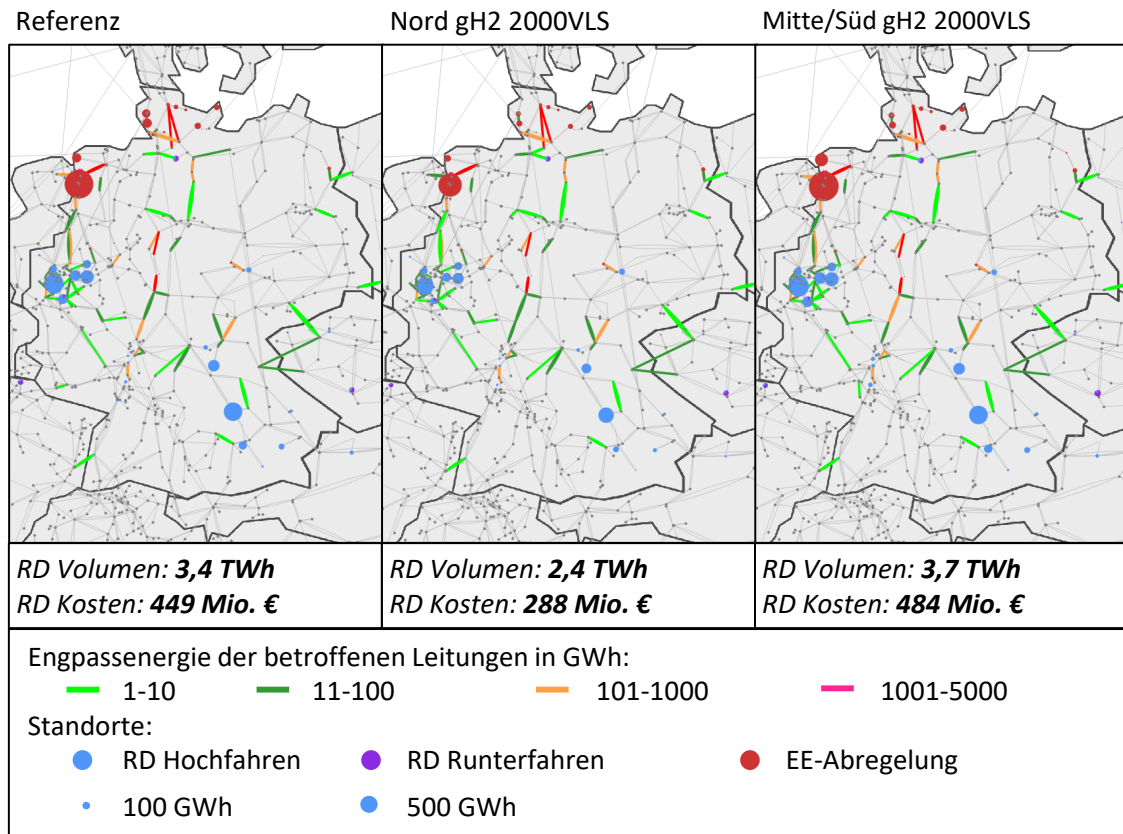 Referenz
Nord gH2 2000VLS
Mitte/Süd gH2 2000VLS
RD Volumen: 3,4 TWh
RD Kosten: 449 Mio. €
RD Volumen: 2,4 TWh
RD Kosten: 288 Mio. €
RD Volumen: 3,7 TWh
RD Kosten: 484 Mio. €
Engpassenergie der betroffenen Leitungen in GWh:
1-10
11-100
101-1000
1001-5000
Standorte:
RD Hochfahren
RD Runterfahren
EE-Abregelung
100 GWh
500 GWh